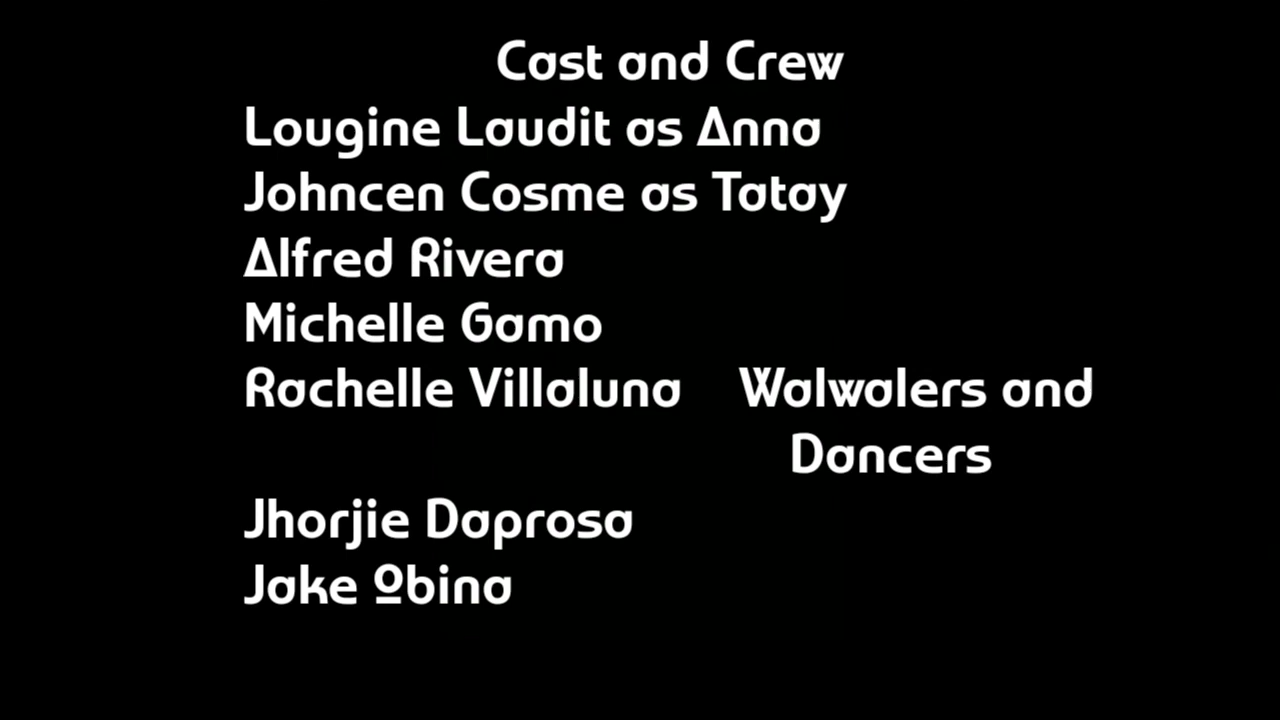 Cast and Crew
Lougine Laudit as Anna
Johncen Cosme as Tatay
Alfred Rivera
Michelle Gamo
Rachelle Villaluna Walwalers and
Dancers
Jhorjie Daprosa
Jake Obina